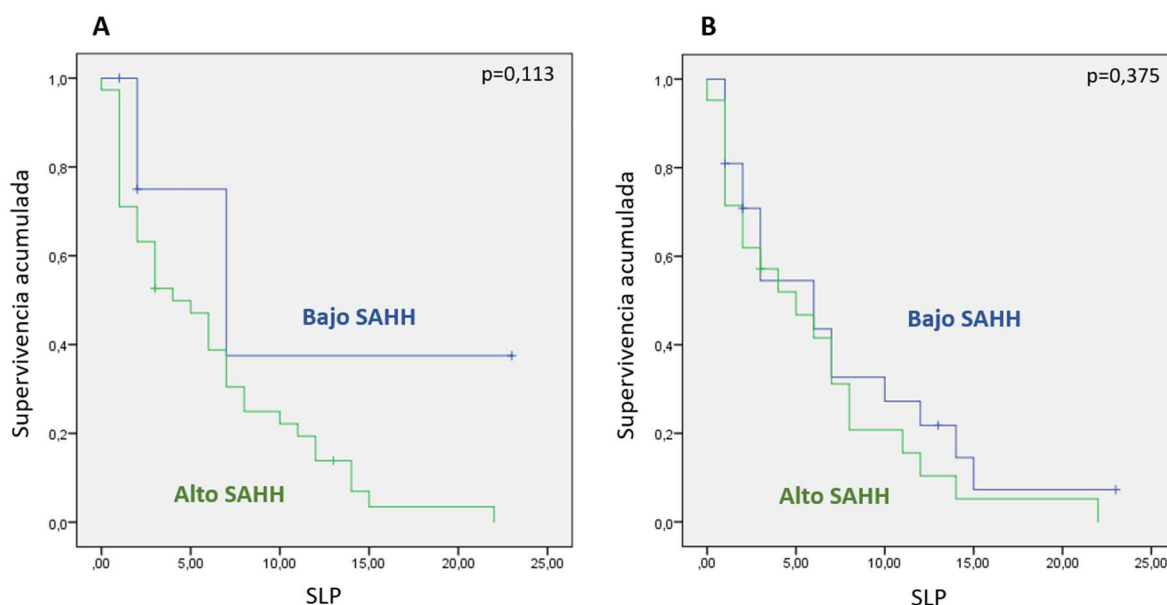 A
p=0,113
Supervivencia acumulada
1,0
0,8
0,6
0,4
0,2
0,0
Bajo SAHH
Alto SAHH
,00
5,00
10,00
15,00
20,00
25,00
SLP
B
p=0,375
Supervivencia acumulada
1,0
0,8
0,6
0,4
0,2
0,0
Bajo SAHH
Alto SAHH
,00
5,00
10,00
15,00
20,00
25,00
SLP